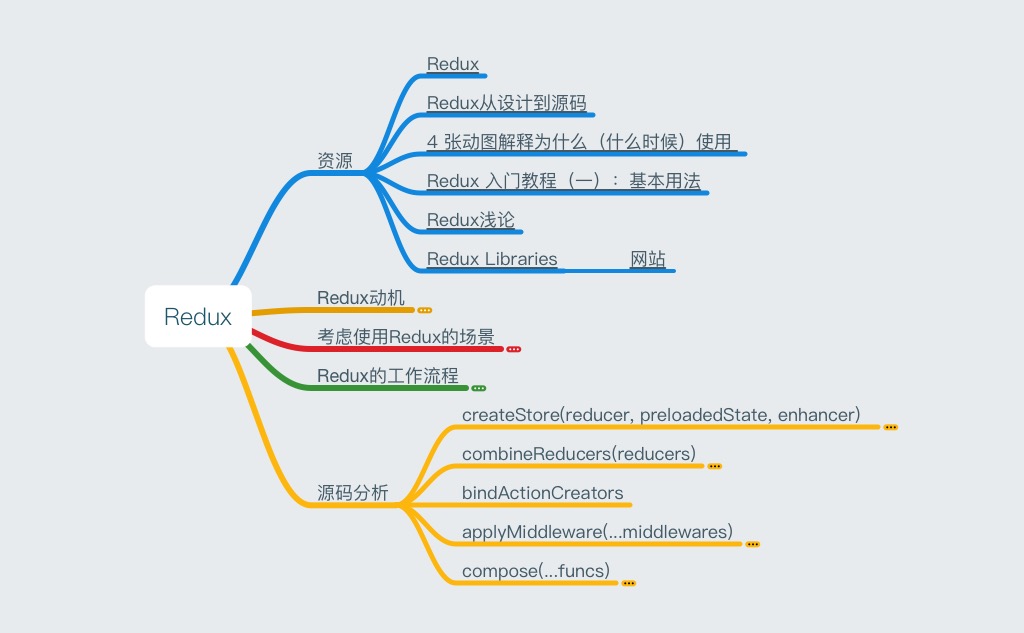 Redux
Redux从设计到源码
4 张动图解释为什么（什么时候）使用
资源
Redux 入门教程（一）：基本用法
Redux浅论
Redux Libraries 网站
Redux动机
Redux
考虑使用Redux的场景
Redux的工作流程
createStore(reducer, preloadedState, enhancer)
combineReducers(reducers)
源码分析
bindActionCreators
applyMiddleware(...middlewares)
compose(...funcs)